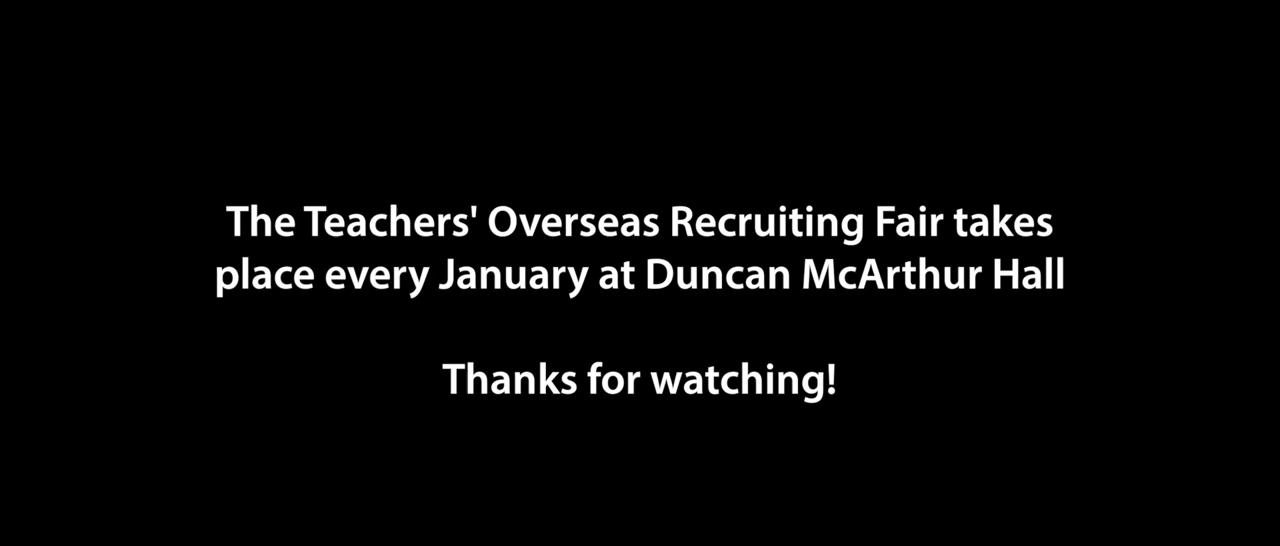 The Teachers' Overseas Recruiting Fair takes
place every January at Duncan McArthur Hall
Thanks for watching!